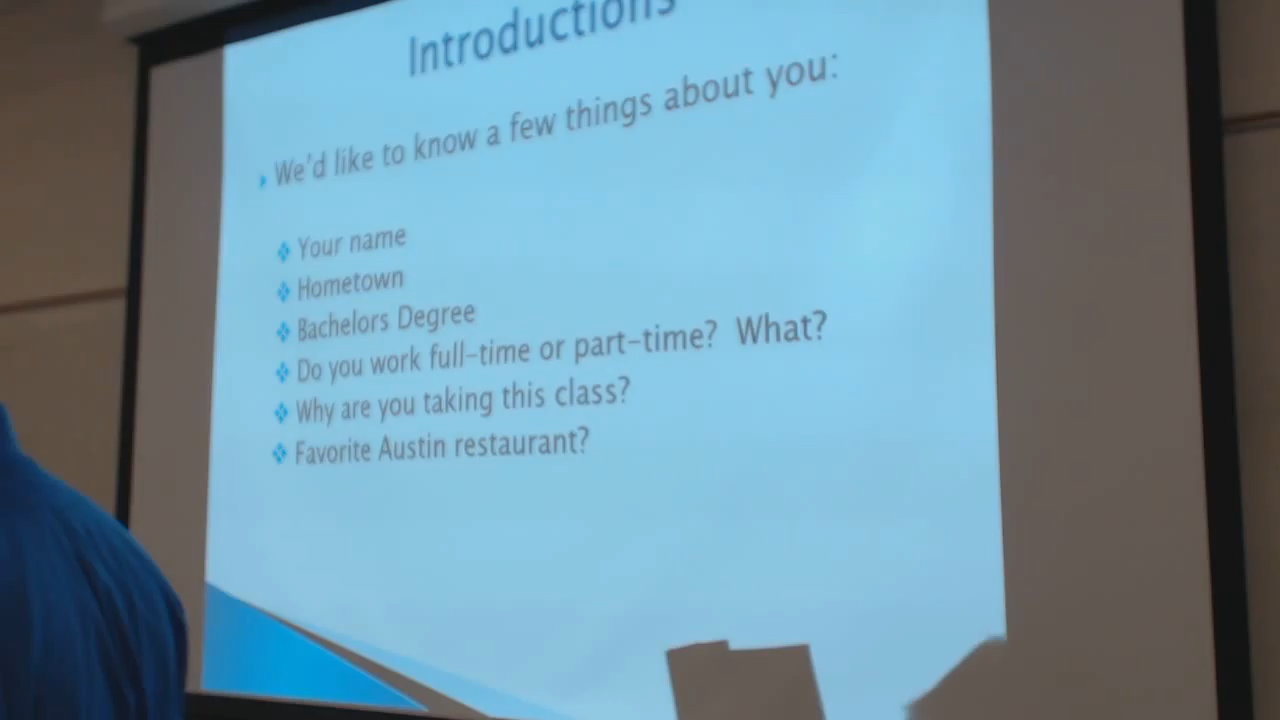 Introductions
We'd like to know a few things about you:
Your name
Hometown
Bachelors Degree
Do you work full-time or part-time? What?
Why are you taking this class?
Favorite Austin restaurant?